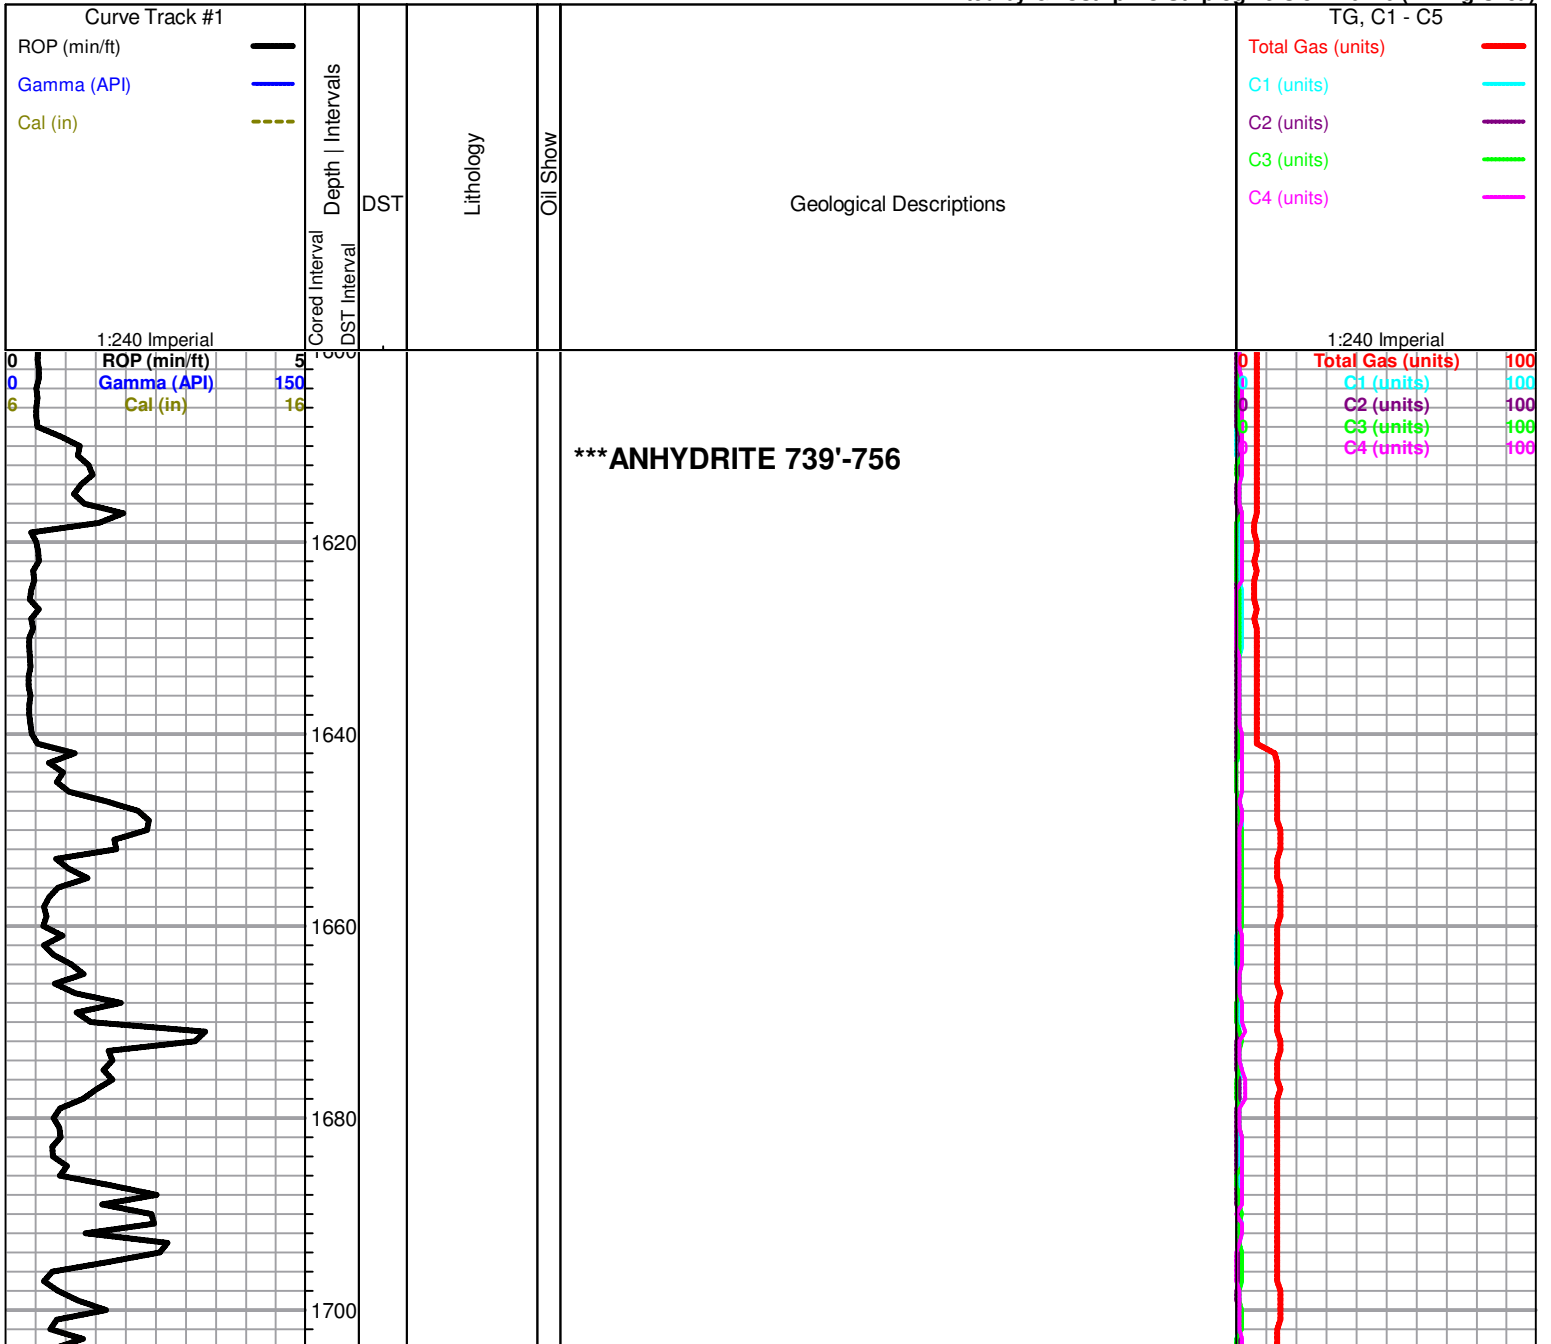 Curve Track #1
ROP (min/ft)
Gamma (API)
Cal (in)
1:240 Imperial
Cored Interval
Depth | Intervals
DST Interval
DST
Lithology
Oil Show
Geological Descriptions
TG, C1 - C5
Total Gas (units)
C1 (units)
C2 (units)
C3 (units)
C4 (units)
1:240 Imperial
0 ROP (min/ft) 5
0 Gamma (API) 150
6 Cal (in) 16
1600
0 Total Gas (units) 100
0 C1 (units) 100
0 C2 (units) 100
0 C3 (units) 100
0 C4 (units) 100
***ANHYDRITE 739'-756
1620
1640
1660
1680
1700